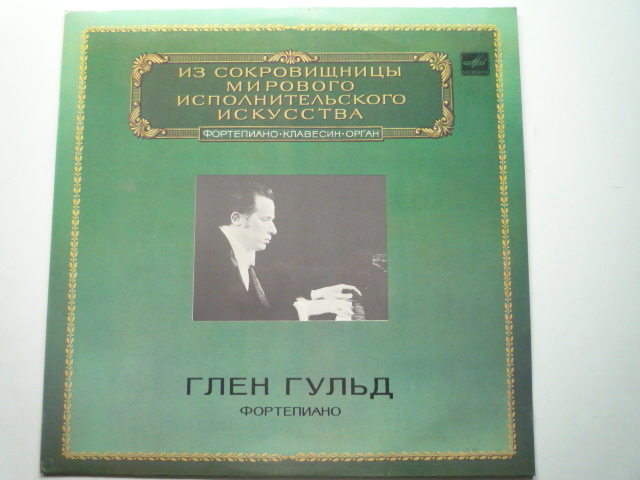 ИЗ СОКРОВИЩНИЦЫ
МИРОВОГО
ИСПОЛНИТЕЛЬСКОГО
ИСКУССТВА
ФОРТЕПИАНО·КЛАВЕСИН·ОРГАН
ГЛЕН ГУЛЬД
ФОРТЕПИАНО